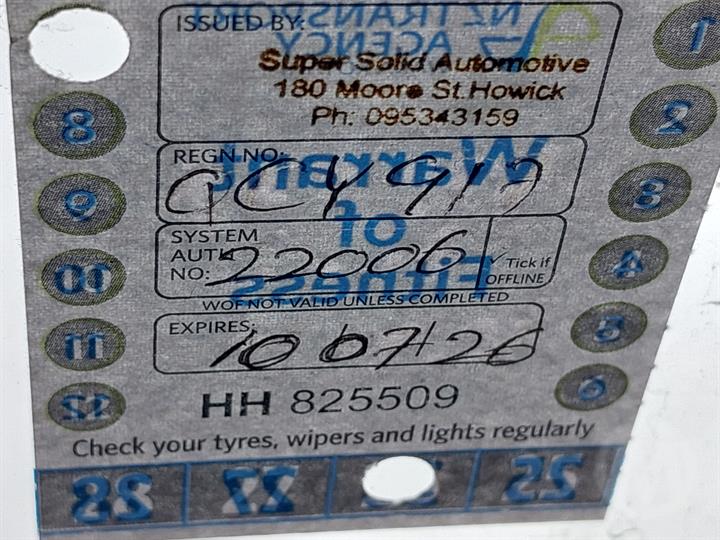 ISSUED BY:
NZ TRANSPORT
AGENCY
Super Solid Automotive
180 Moore St. Howick
Ph: 095343159
1
8
2
REGN NO:
Warrant
9
3
of
SYSTEM
AUTH
NO: 22006
Tick if
OFFLINE
10
4
Fitness
WOF NOT VALID UNLESS COMPLETED
EXPIRES: 10/07/26
11
5
12
6
HH 825509
Check your tyres, wipers and lights regularly
28 27 25